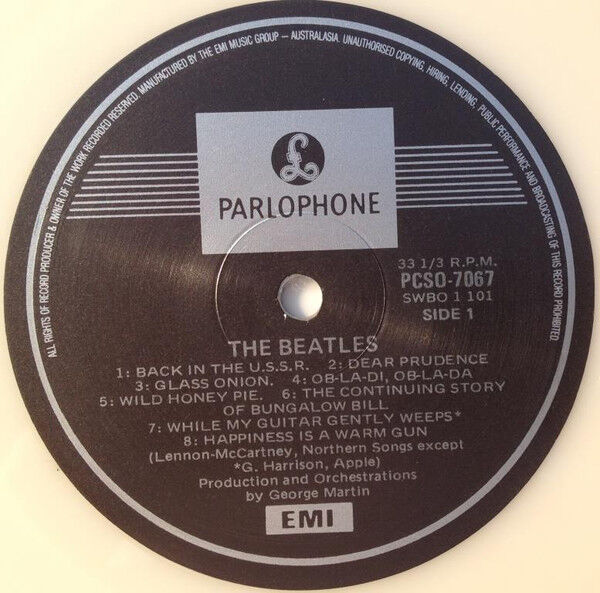 ALL RIGHTS OF RECORD PRODUCER & OWNER OF THE WORK RECORDED RESERVED. MANUFACTURED BY THE EMI MUSIC GROUP – AUSTRALASIA. UNAUTHORISED COPYING, HIRING, LENDING, PUBLIC PERFORMANCE AND BROADCASTING OF THIS RECORD PROHIBITED.
£
PARLOPHONE
33 1/3 R.P.M.
PCSO-7067
SWBO 1 101
SIDE 1
THE BEATLES
1: BACK IN THE U.S.S.R. 2: DEAR PRUDENCE
3: GLASS ONION. 4: OB-LA-DI, OB-LA-DA
5: WILD HONEY PIE. 6: THE CONTINUING STORY
OF BUNGALOW BILL
7: WHILE MY GUITAR GENTLY WEEPS*
8: HAPPINESS IS A WARM GUN
(Lennon-McCartney, Northern Songs except
*G. Harrison, Apple)
Production and Orchestrations
by George Martin
EMI